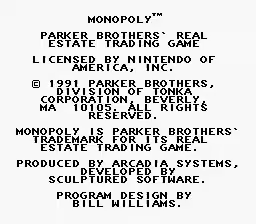 MONOPOLY™
PARKER BROTHERS` REAL
ESTATE TRADING GAME
LICENSED BY NINTENDO OF
AMERICA, INC.
© 1991 PARKER BROTHERS,
DIVISION OF TONKA
CORPORATION, BEVERLY,
MA  10105. ALL RIGHTS
RESERVED.
MONOPOLY IS PARKER BROTHERS`
TRADEMARK FOR ITS REAL
ESTATE TRADING GAME.
PRODUCED BY ARCADIA SYSTEMS,
DEVELOPED BY
SCULPTURED SOFTWARE.
PROGRAM DESIGN BY
BILL WILLIAMS.